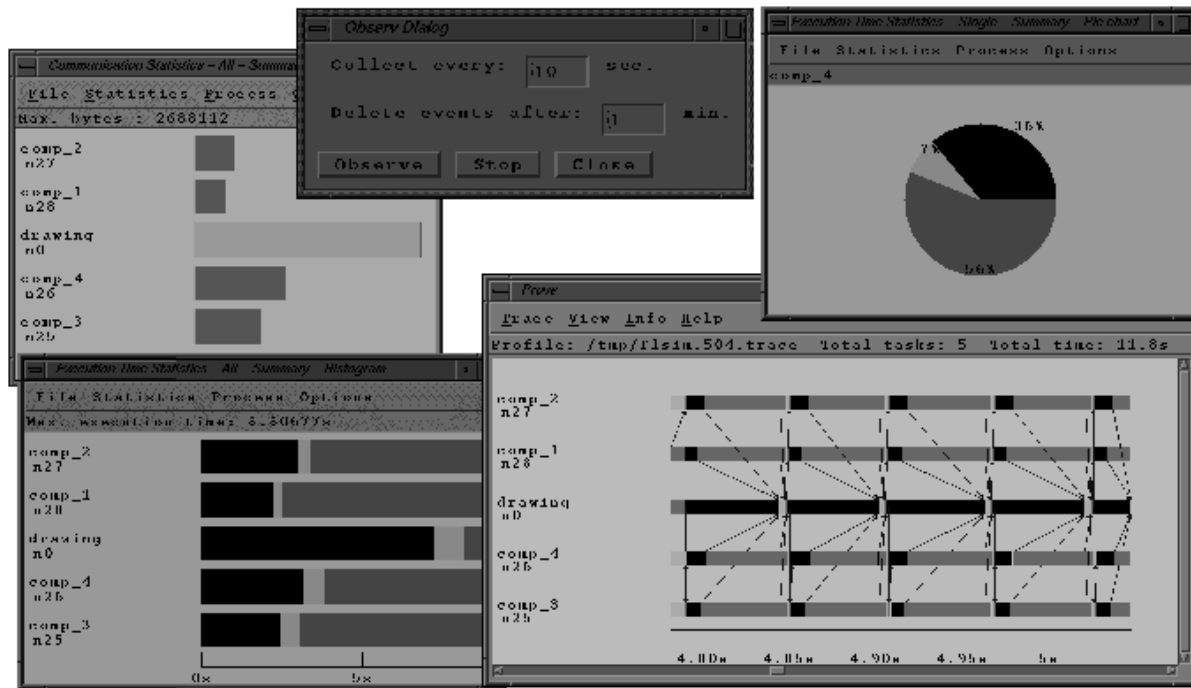 Communication Statistics – All – Summa
File Statistics Process
Max. bytes : 2688112
comp_2
n27
comp_1
n28
drawing
n0
comp_4
n26
comp_3
n25
Observ Dialog
Collect every: 10 sec.
Delete events after: 1 min.
Observe Stop Close
Execution Time Statistics Single Summary Pie chart
File Statistics Process Options
comp_4
36%
7%
56%
Execution Time Statistics All Summary Histogram
File Statistics Process Options
Max. execution time:
comp_2
n27
comp_1
n28
drawing
n0
comp_4
n26
comp_3
n25
0s 5s
Prove
Trace View Info Help
Profile: /tmp/flsim.504.trace Total tasks: 5 Total time: 11.8s
comp_2
n27
comp_1
n28
drawing
n0
comp_4
n26
comp_3
n25
4.80s 4.85s 4.90s 4.95s 5s